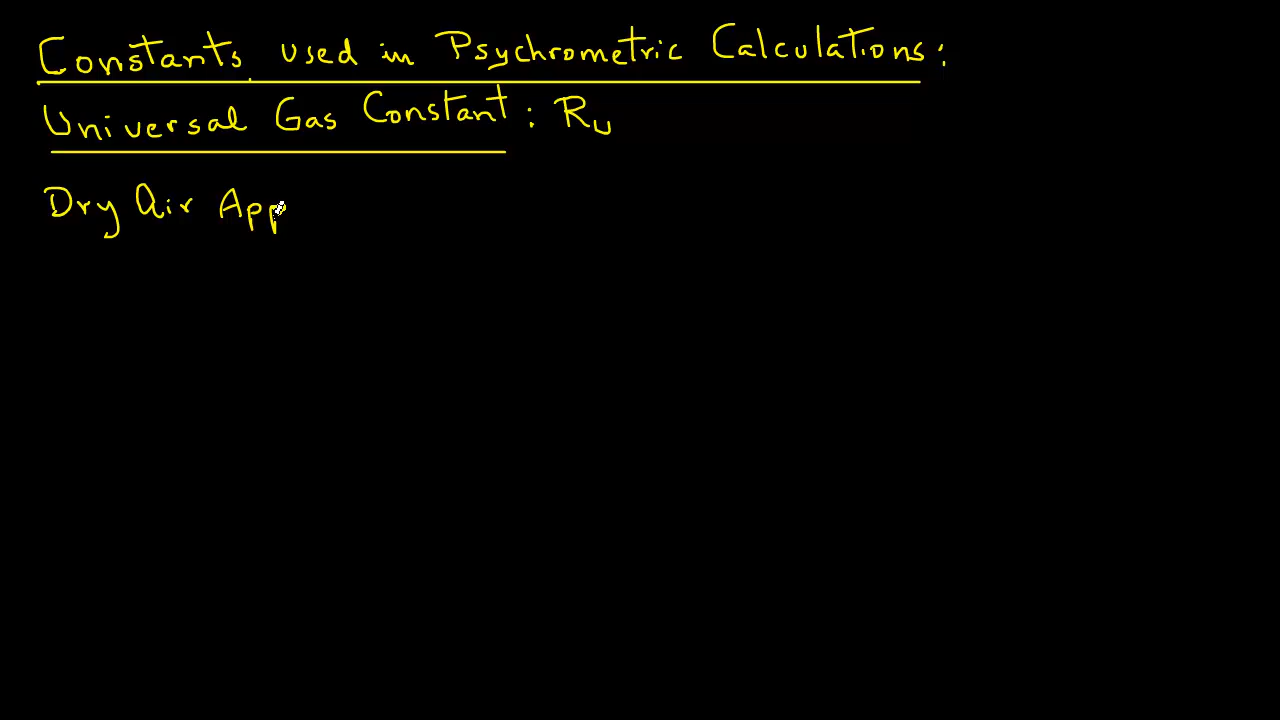 Constants used in Psychrometric Calculations:
Universal Gas Constant: Ru
Dry Air App